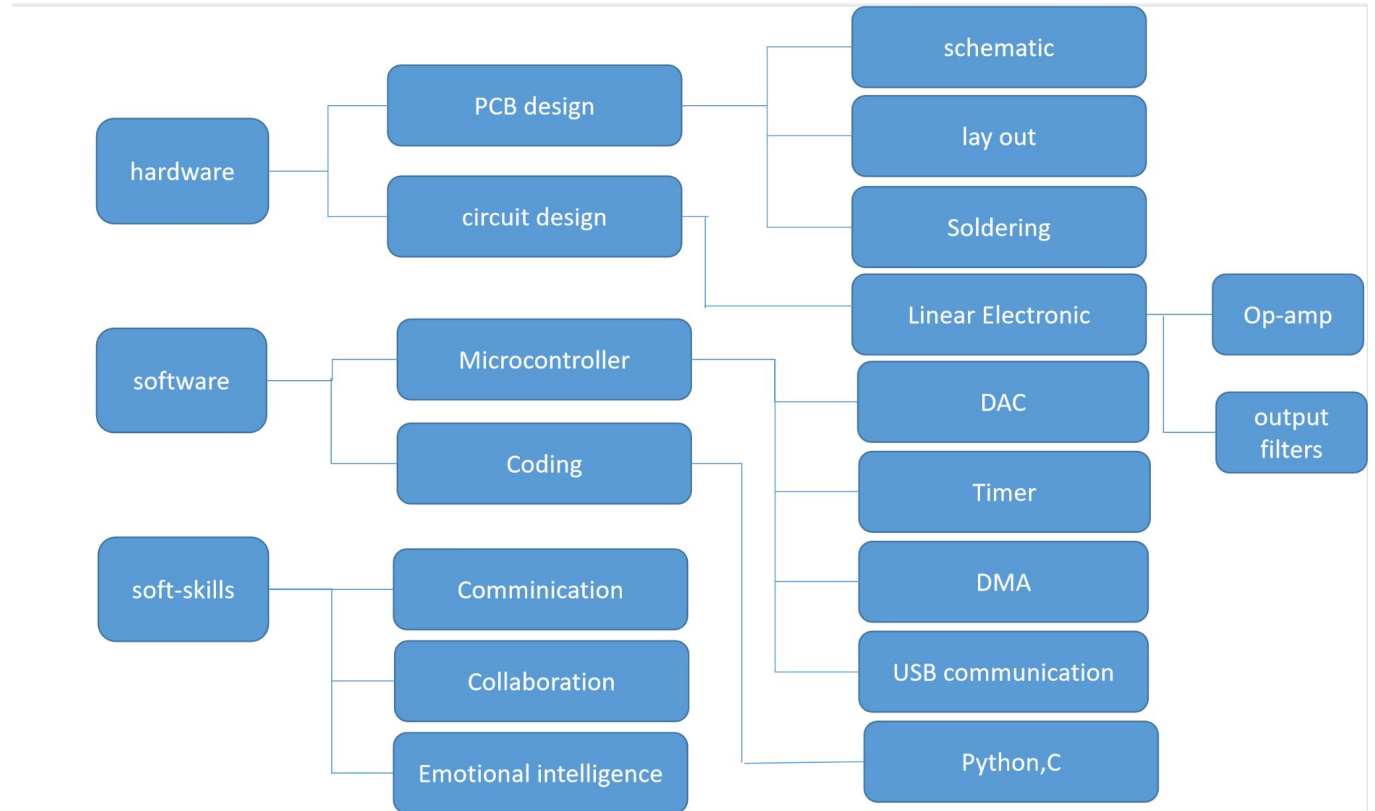 hardware
PCB design
circuit design
schematic
lay out
Soldering
Linear Electronic
Op-amp
output
filters
software
Microcontroller
Coding
DAC
Timer
DMA
USB communication
Python,C
soft-skills
Comminication
Collaboration
Emotional intelligence